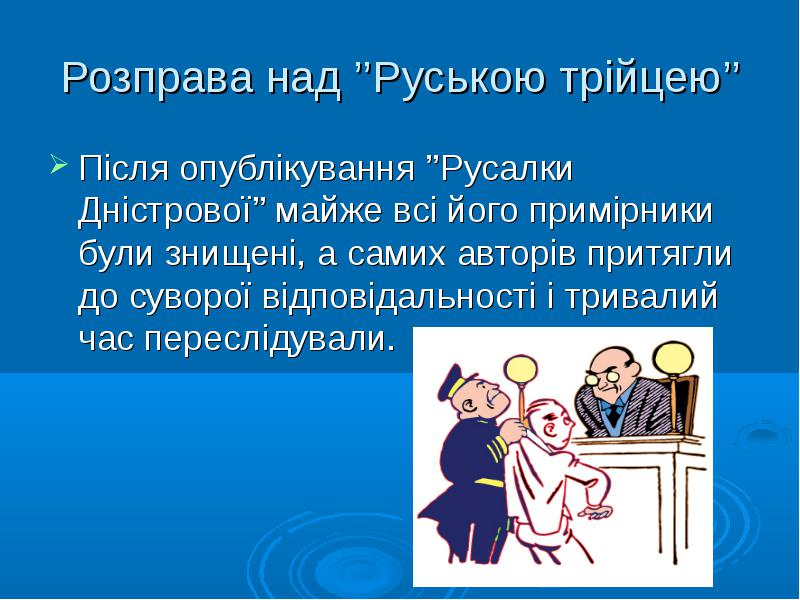 Розправа над ’’Руською трійцею’’
Після опублікування ’’Русалки
Дністрової’’ майже всі його примірники
були знищені, а самих авторів притягли
до суворої відповідальності і тривалий
час переслідували.